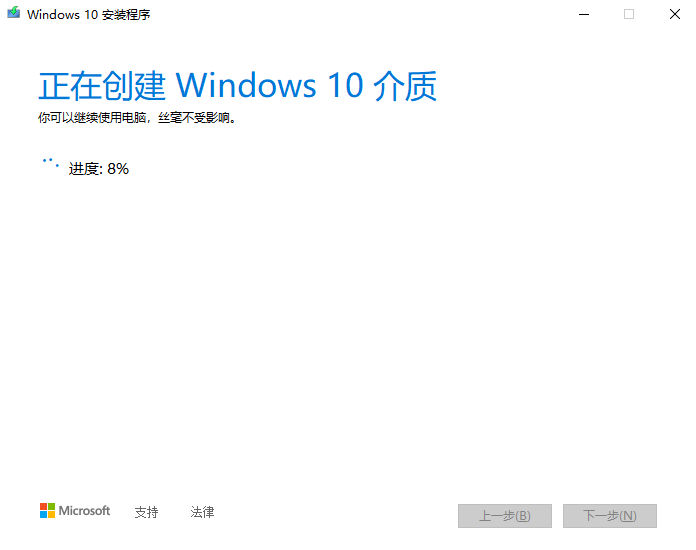 Windows 10 安装程序
正在创建 Windows 10 介质
你可以继续使用电脑，丝毫不受影响。
进度: 8%
Microsoft 支持 法律 上一步(B) 下一步(N)